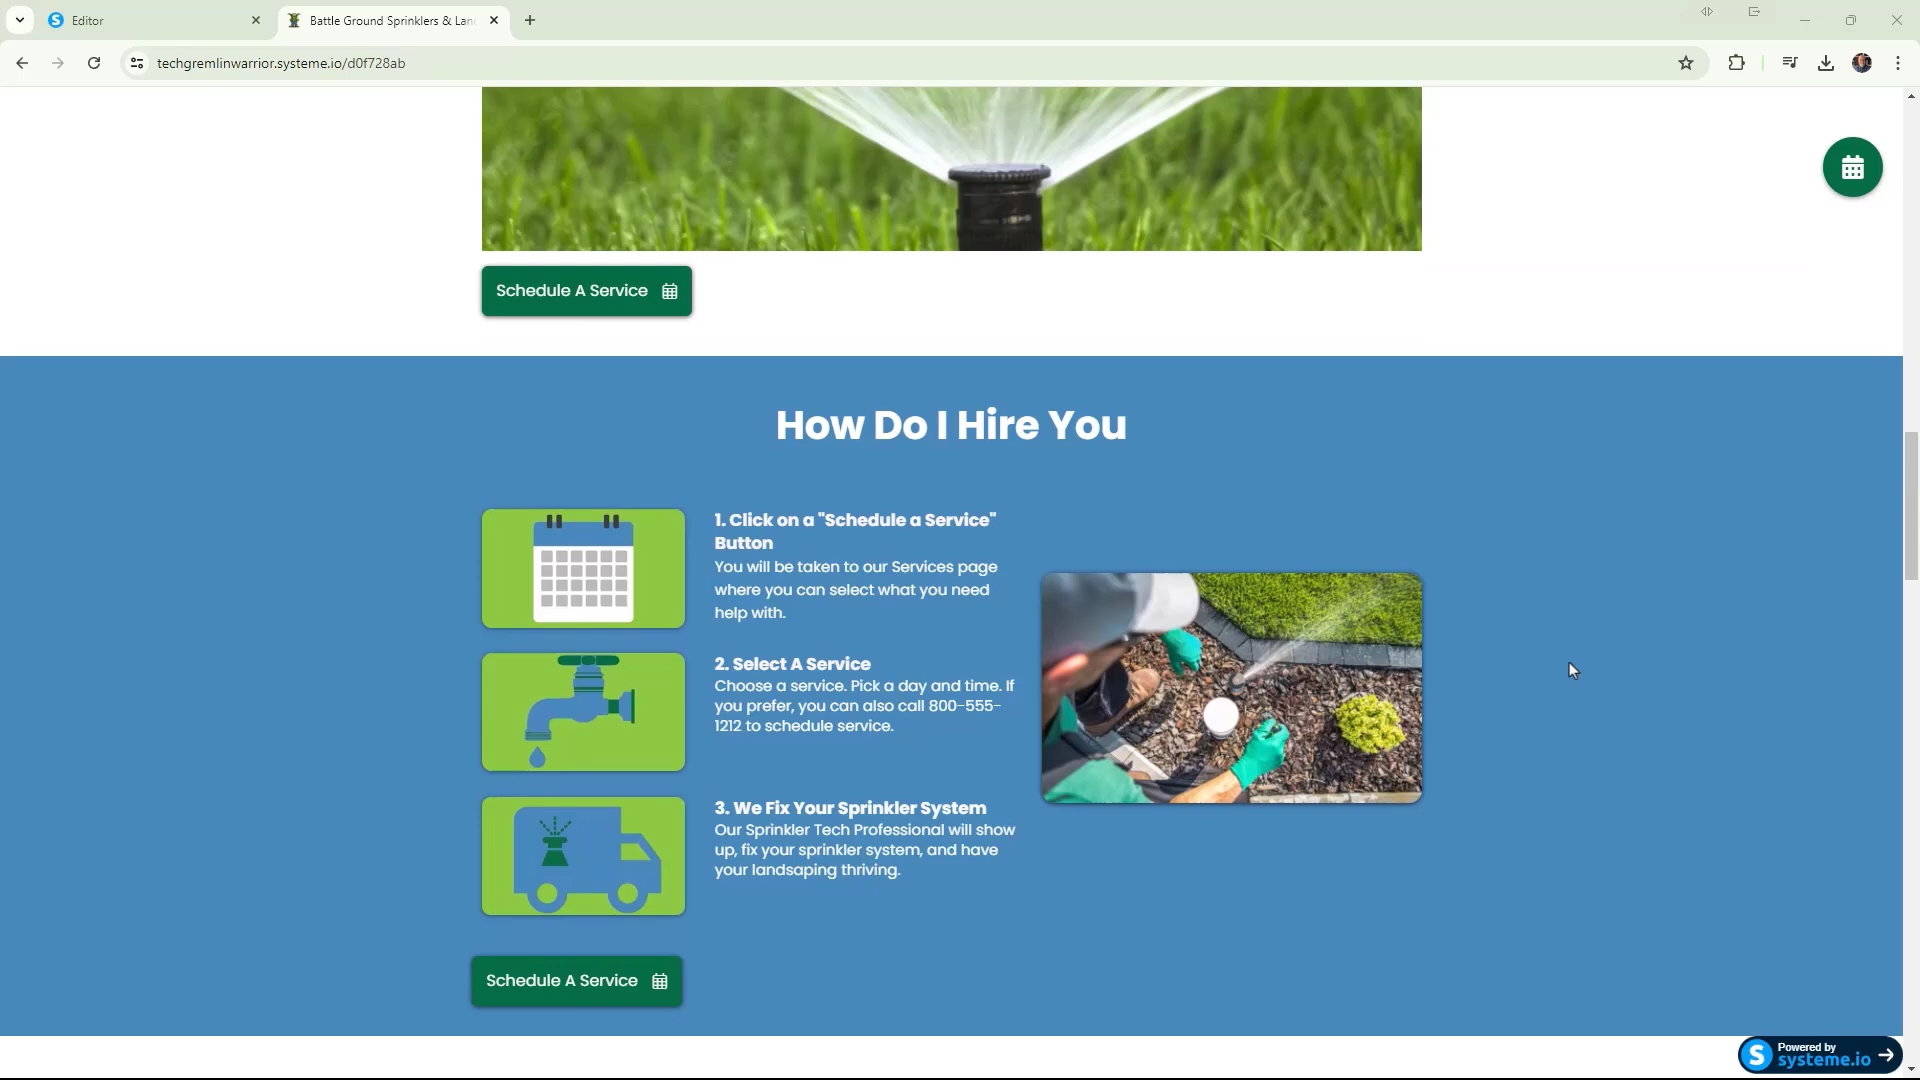 Editor
Battle Ground Sprinklers & Lan
techgremlinwarrior.systeme.io/d0f728ab
Schedule A Service
How Do I Hire You
1. Click on a "Schedule a Service"
Button
You will be taken to our Services page
where you can select what you need
help with.
2. Select A Service
Choose a service. Pick a day and time. If
you prefer, you can also call 800-555-
1212 to schedule service.
3. We Fix Your Sprinkler System
Our Sprinkler Tech Professional will show
up, fix your sprinkler system, and have
your landsaping thriving.
Schedule A Service
Powered by
systeme.io